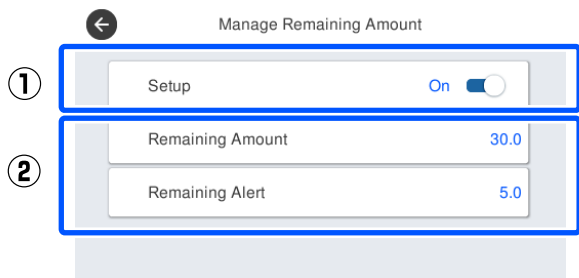 Manage Remaining Amount
①
Setup On
②
Remaining Amount 30.0
Remaining Alert 5.0